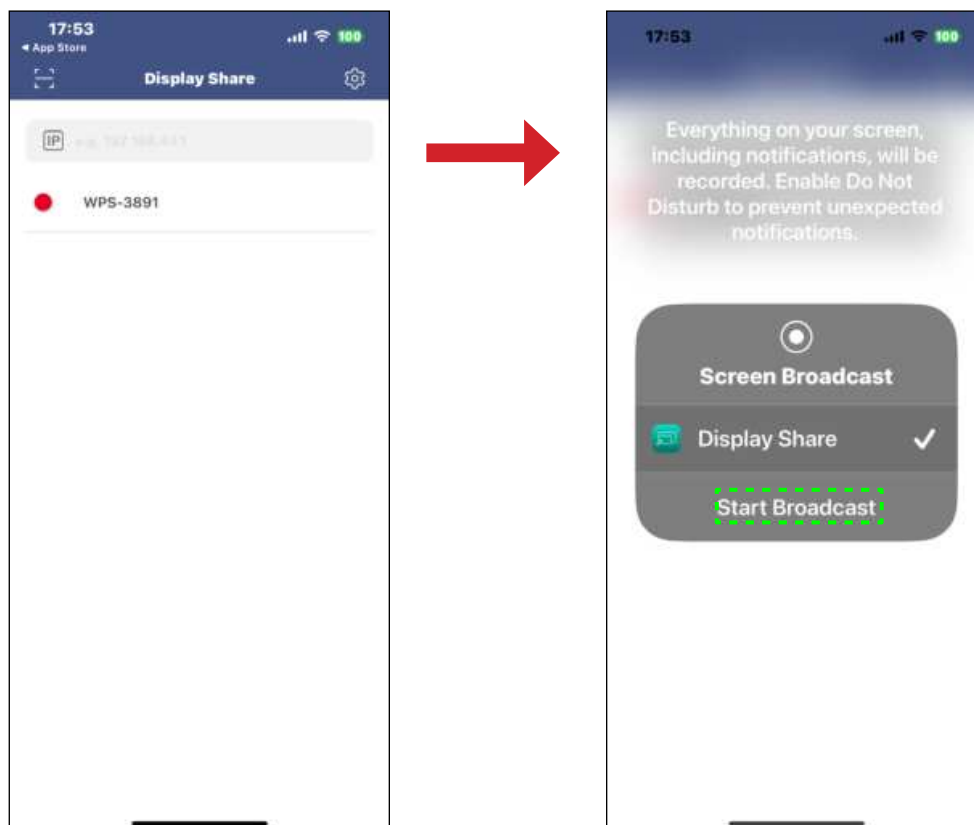 17:53
100
◀ App Store
Display Share
IP
WPS-3891
17:53
100
Everything on your screen,
including notifications, will be
recorded. Enable Do Not
Disturb to prevent unexpected
notifications.
Screen Broadcast
Display Share
Start Broadcast